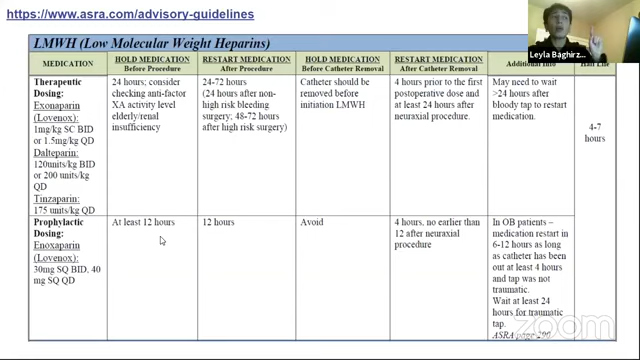 https://www.asra.com/advisory-guidelines
Leyla Baghirz...
LMWH (Low Molecular Weight Heparins)
MEDICATION
HOLD MEDICATION
Before Procedure
RESTART MEDICATION
After Procedure
HOLD MEDICATION
Before Catheter Removal
RESTART MEDICATION
After Catheter Removal
Additional Info
Half Life
Therapeutic
Dosing:
Exonaparin
(Lovenox)
1mg/kg SC BID
or 1.5mg/kg QD
Dalteparin:
120units/kg BID
or 200 units/kg
QD
Tinzaparin:
175 units/kg QD
24 hours; consider
checking anti-factor
XA activity level
elderly/renal
insufficiency
24-72 hours
(24 hours after non-
high risk bleeding
surgery; 48-72 hours
after high risk surgery)
Catheter should be
removed before
initiation LMWH
4 hours prior to the first
postoperative dose and
at least 24 hours after
neuraxial procedure.
May need to wait
>24 hours after
bloody tap to restart
medication.
4-7
hours
Prophylactic
Dosing:
Enoxaparin
(Lovenox):
30mg SQ BID, 40
mg SQ QD
At least 12 hours
12 hours
Avoid
4 hours, no earlier than
12 after neuraxial
procedure
In OB patients –
medication restart in
6-12 hours as long
as catheter has been
out at least 4 hours
and tap was not
traumatic.
Wait at least 24
hours for traumatic
tap.
ASRA page 200
zoom